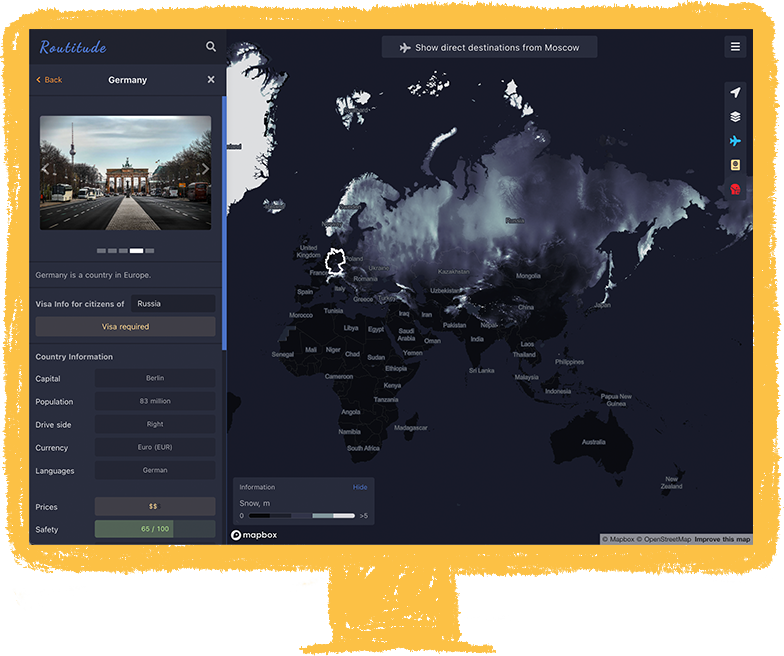 Routitude
Back
Germany
Germany is a country in Europe.
Visa Info for citizens of
Russia
Visa required
Country Information
Capital
Berlin
Population
83 million
Drive side
Right
Currency
Euro (EUR)
Languages
German
Prices
$$
Safety
65 / 100
Show direct destinations from Moscow
Russia
United
Kingdom
Poland
Ukraine
Kazakhstan
Mongolia
France
Romania
Italy
Uzbekistan
Spain
Greece
Turkey
China
Japan
Morocco
Tunisia
Iraq
Iran
Libya
Egypt
Saudi
Arabia
Pakistan
Nepal
Oman
India
Senegal
Mali
Niger
Chad
Sudan
Yemen
Laos
Thailand
Ethiopia
Philippines
Cameroon
Kenya
Sri Lanka
Malaysia
Tanzania
Indonesia
Papua New
Guinea
Angola
Madagascar
Namibia
South Africa
Australia
New
Zealand
Information
Hide
Snow, m
0
>5
mapbox
© Mapbox © OpenStreetMap Improve this map